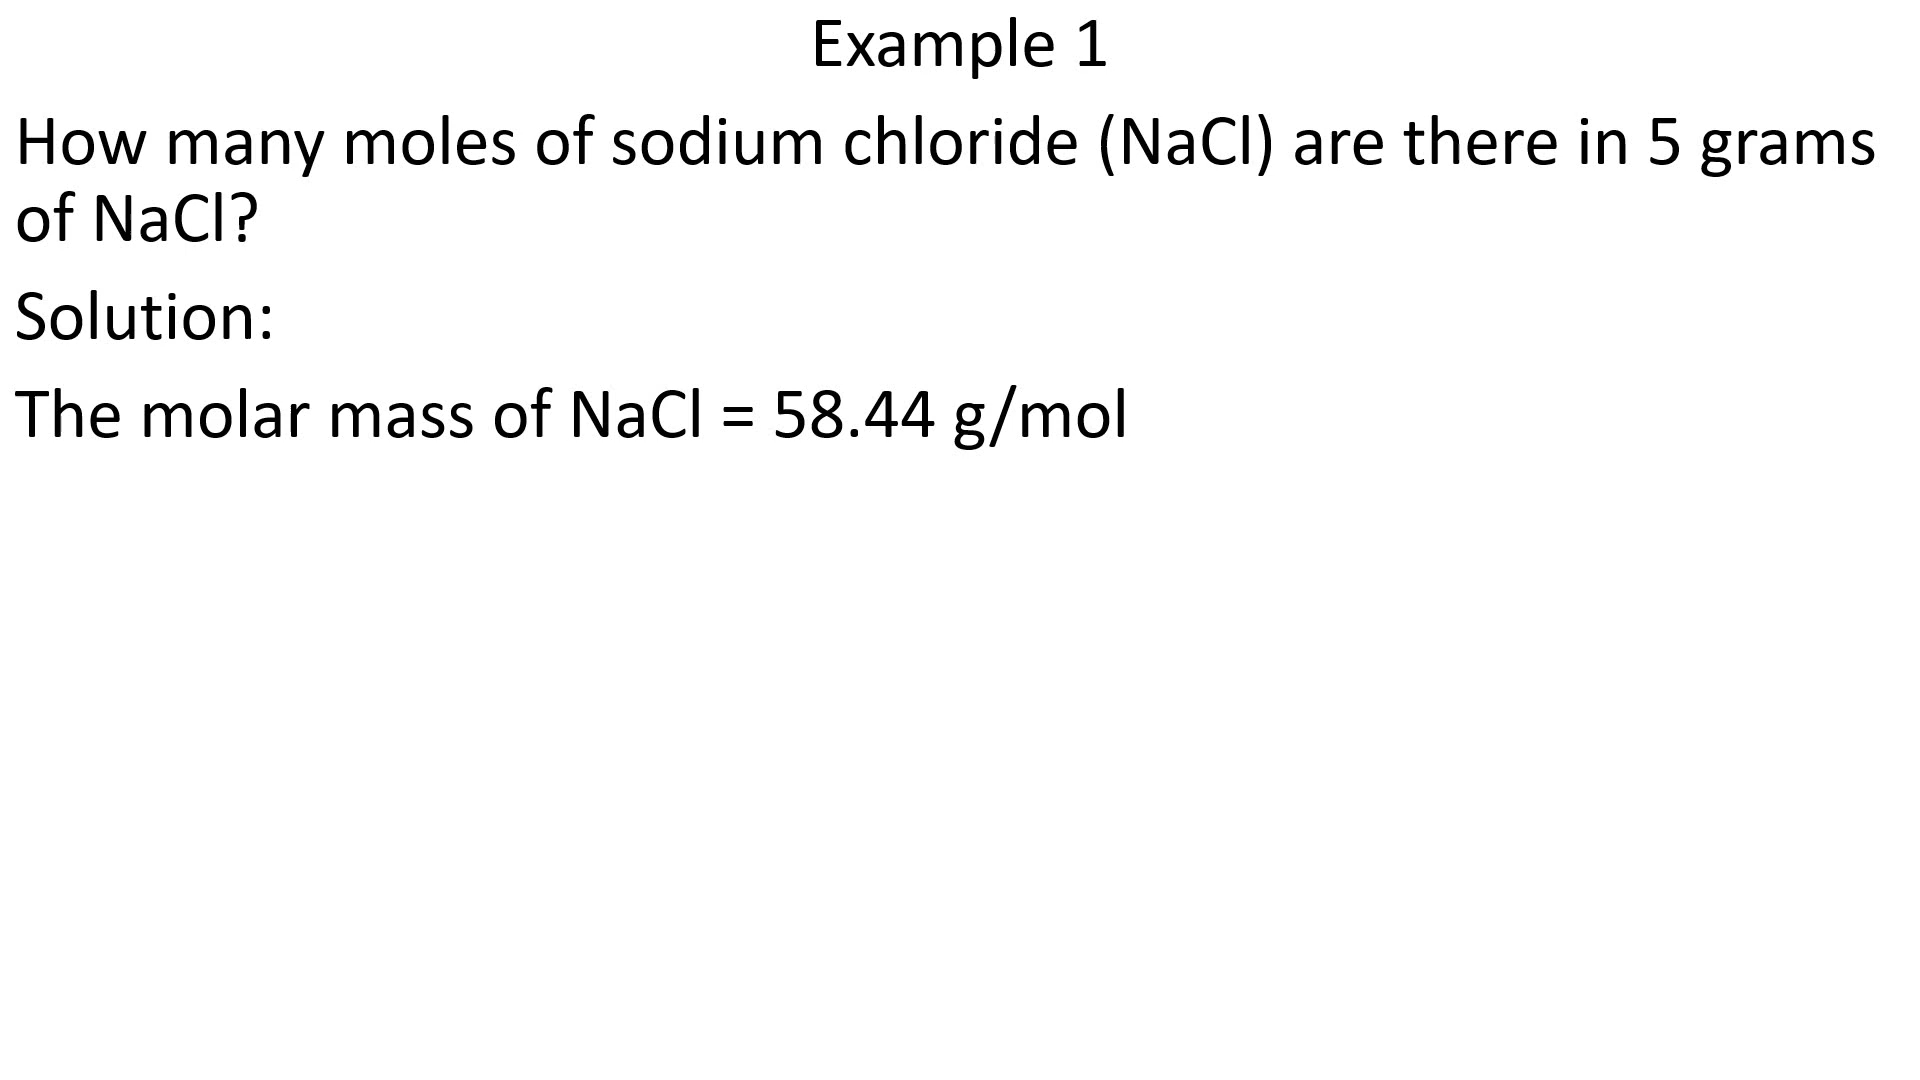 Example 1
How many moles of sodium chloride (NaCl) are there in 5 grams
of NaCl?
Solution:
The molar mass of NaCl = 58.44 g/mol